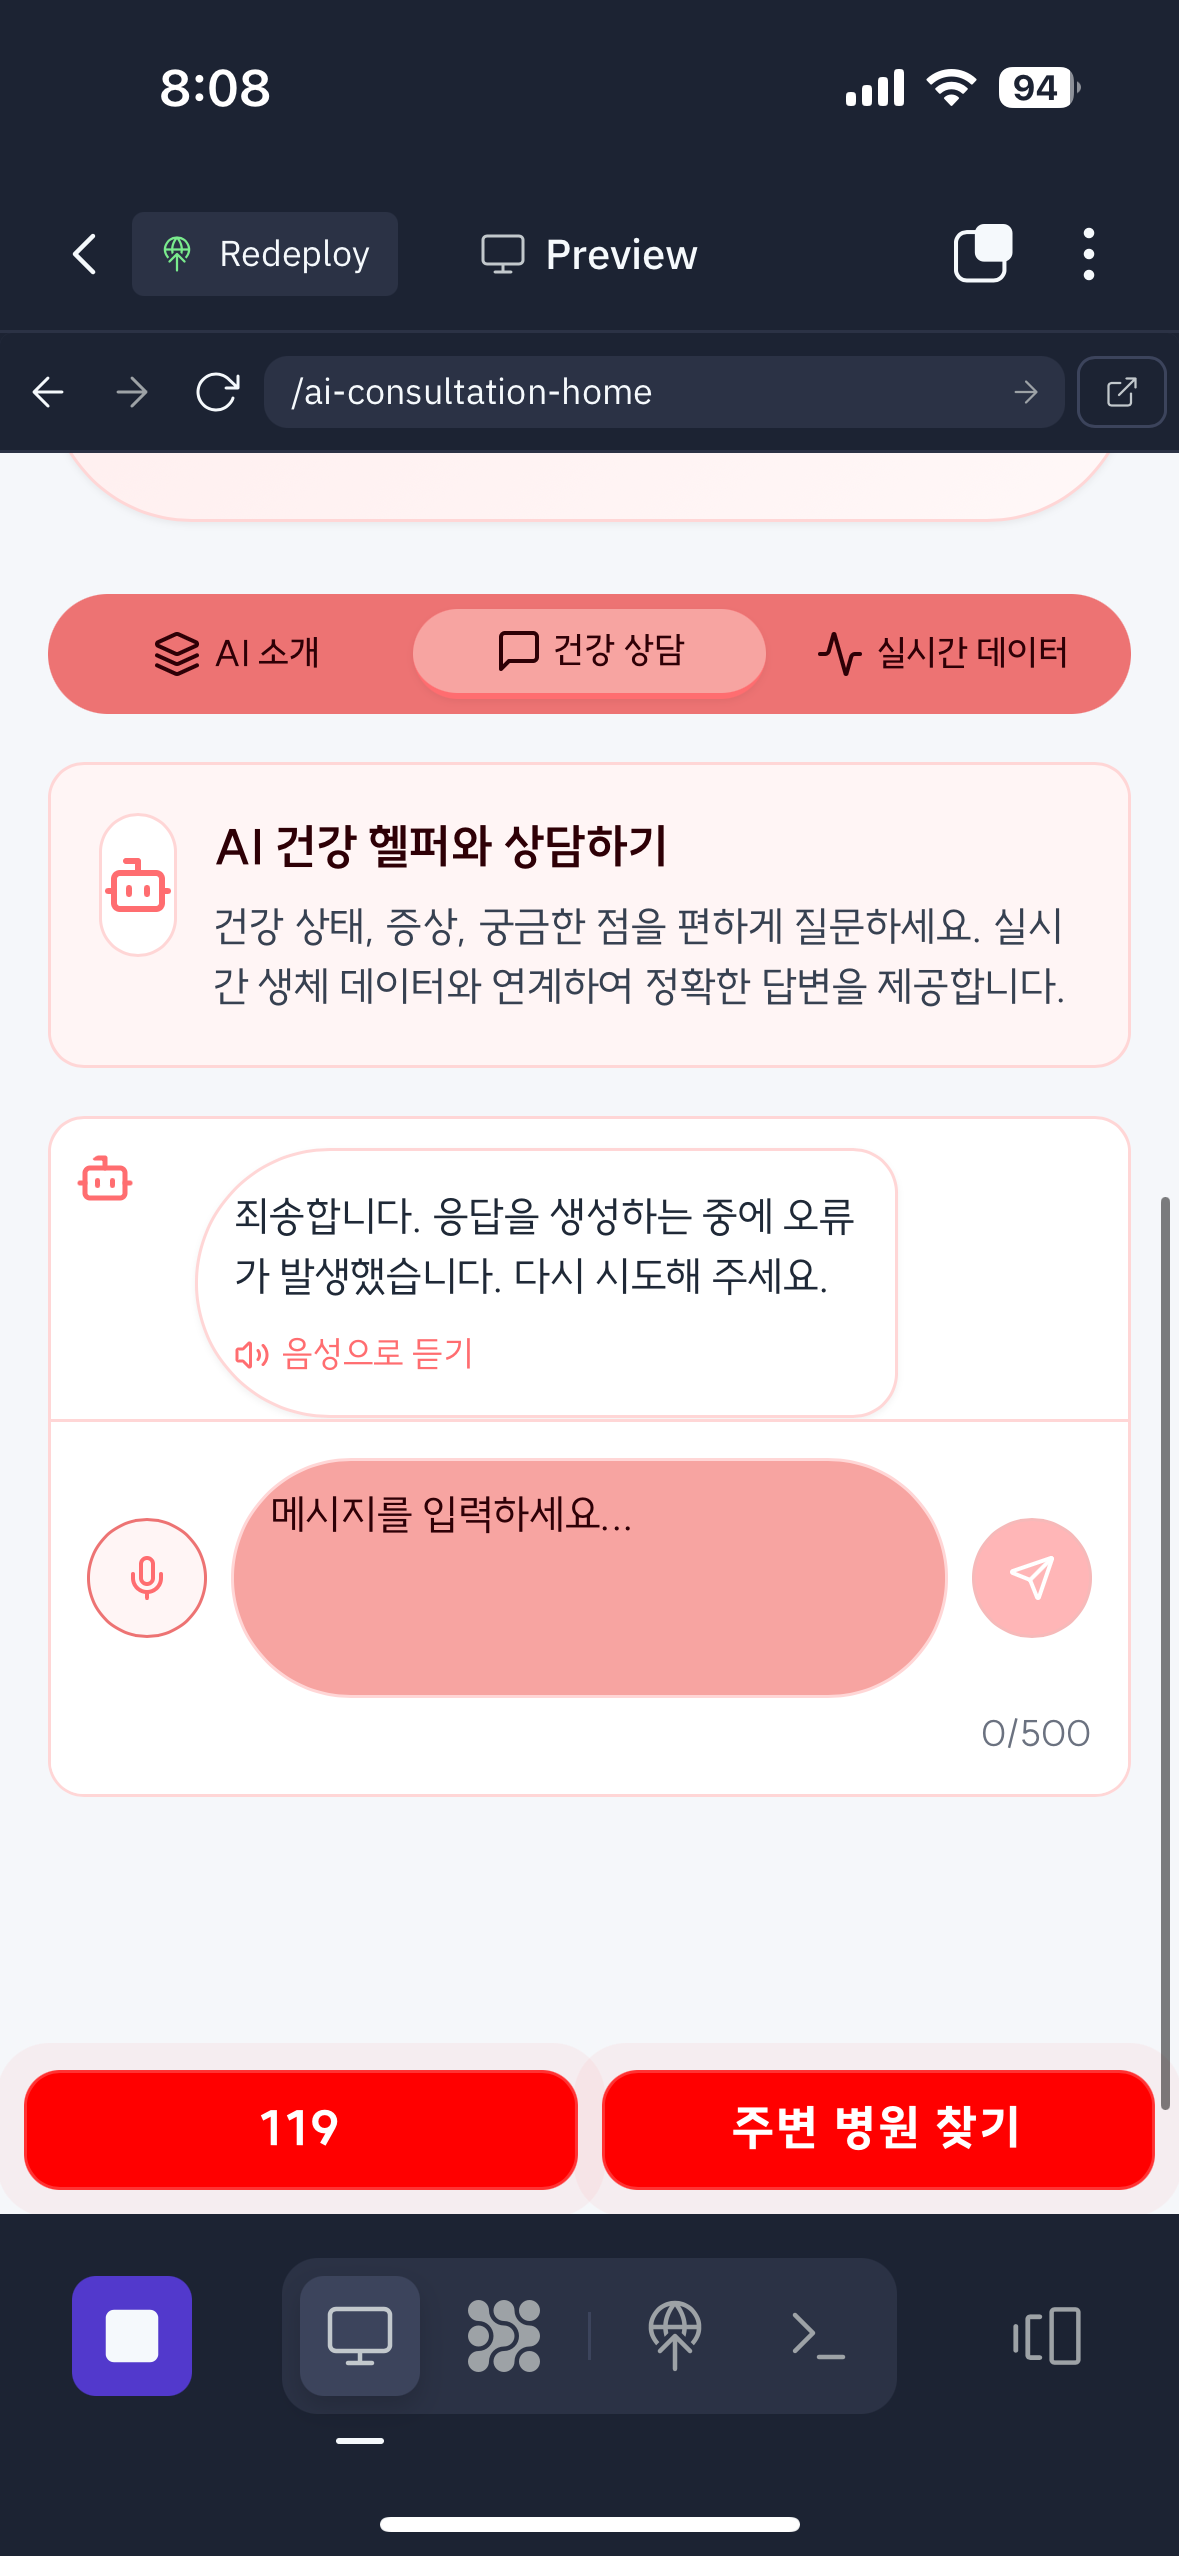 8:08
94
Redeploy
Preview
/ai-consultation-home
AI 소개
건강 상담
실시간 데이터
AI 건강 헬퍼와 상담하기
건강 상태, 증상, 궁금한 점을 편하게 질문하세요. 실시
간 생체 데이터와 연계하여 정확한 답변을 제공합니다.
죄송합니다. 응답을 생성하는 중에 오류
가 발생했습니다. 다시 시도해 주세요.
음성으로 듣기
메시지를 입력하세요...
0/500
119
주변 병원 찾기